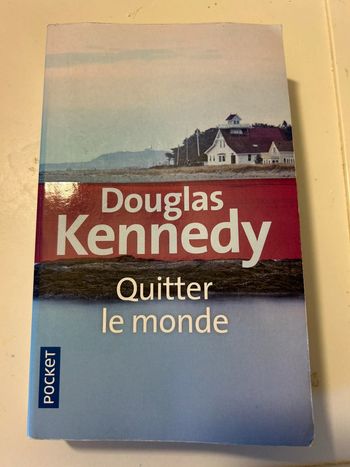 Douglas
Kennedy
Quitter
le monde
POCKET